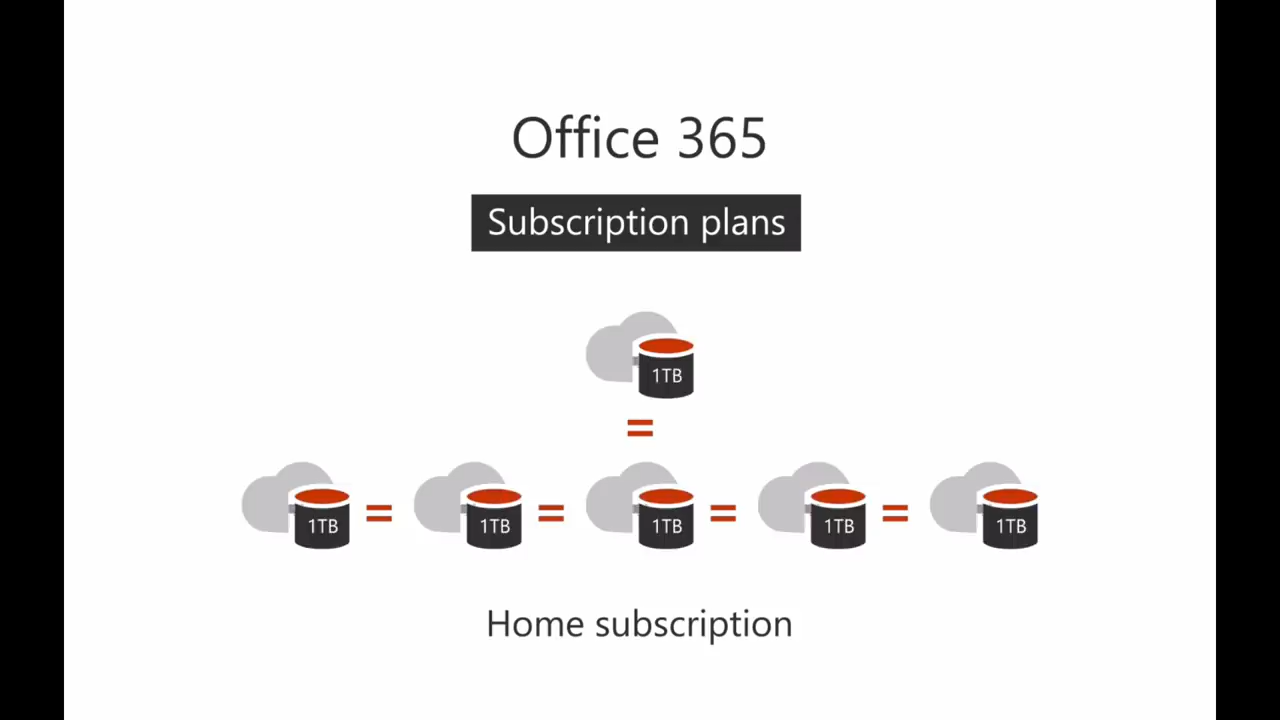 Office 365
Subscription plans
1TB
=
1TB = 1TB = 1TB = 1TB = 1TB
Home subscription